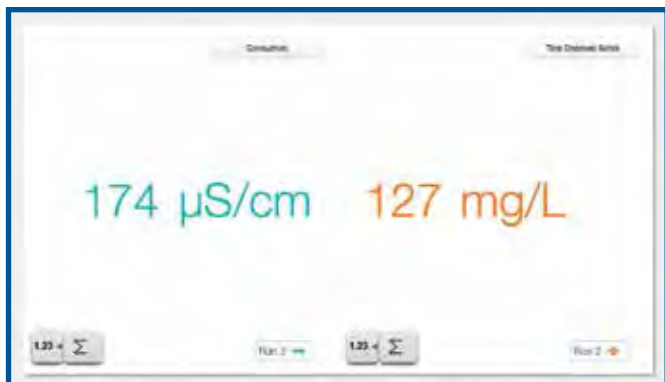 Conductivity Total Dissolved Solids
174 µS/cm 127 mg/L
1.23 Σ Run 2 1.23 Σ Run 2